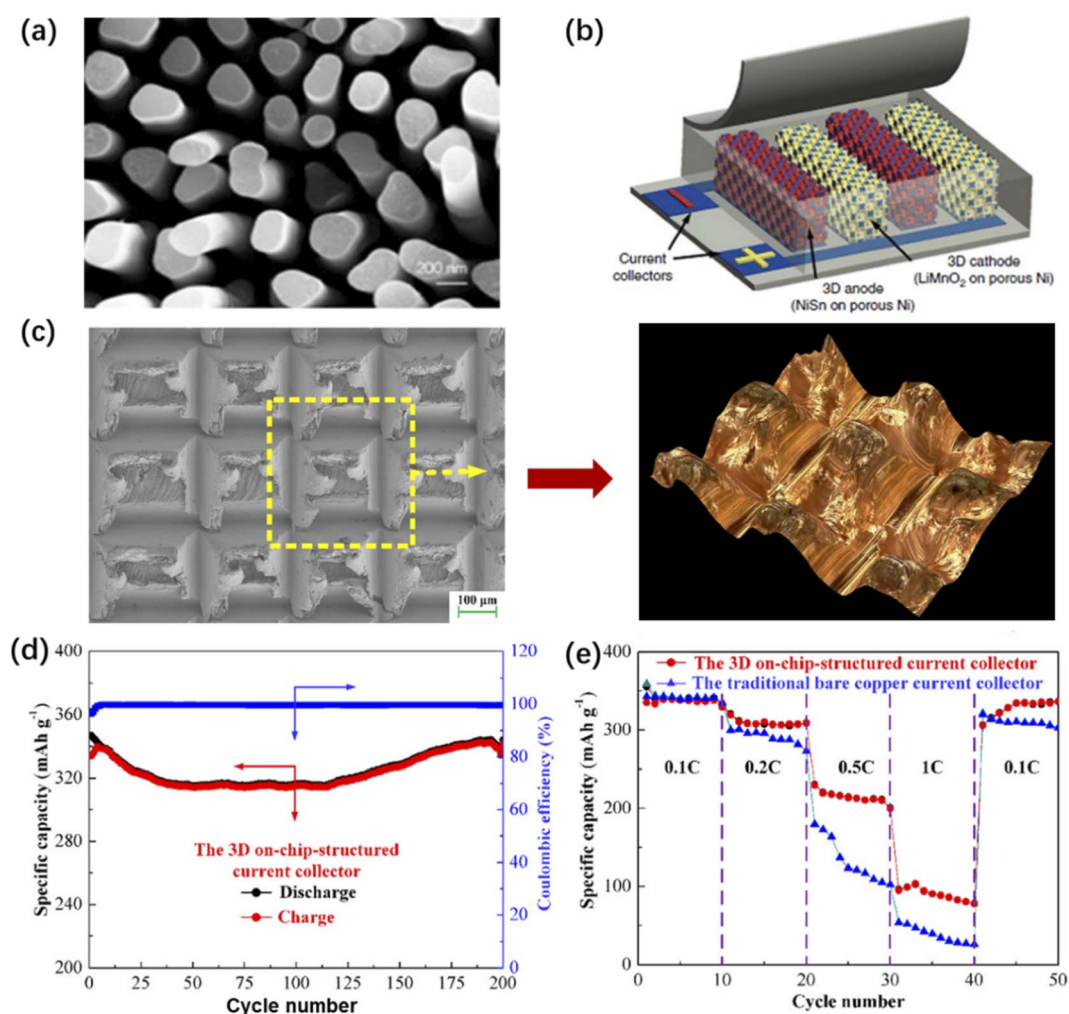 (a)
200 nm
(b)
Current
collectors
3D anode
(NiSn on porous Ni)
3D cathode
(LiMnO₂ on porous Ni)
(c)
100 μm
(d)
400
360
320
280
240
200
Specific capacity (mAh g⁻¹)
120
100
80
60
40
20
0
Coulombic efficiency (%)
The 3D on-chip-structured
current collector
Discharge
Charge
0 25 50 75 100 125 150 175 200
Cycle number
(e)
400
300
200
100
0
Specific capacity (mAh g⁻¹)
The 3D on-chip-structured current collector
The traditional bare copper current collector
0.1C 0.2C 0.5C 1C 0.1C
0 10 20 30 40 50
Cycle number